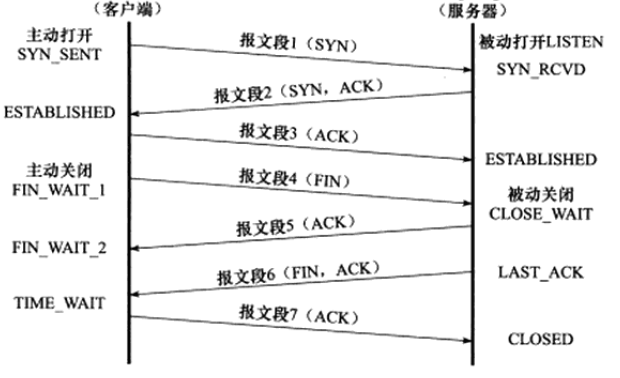 （客户端）
（服务器）
主动打开
SYN_SENT
报文段1（SYN）
被动打开LISTEN
SYN_RCVD
报文段2（SYN，ACK）
ESTABLISHED
报文段3（ACK）
ESTABLISHED
主动关闭
FIN_WAIT_1
报文段4（FIN）
被动关闭
CLOSE_WAIT
报文段5（ACK）
FIN_WAIT_2
报文段6（FIN，ACK）
LAST_ACK
TIME_WAIT
报文段7（ACK）
CLOSED